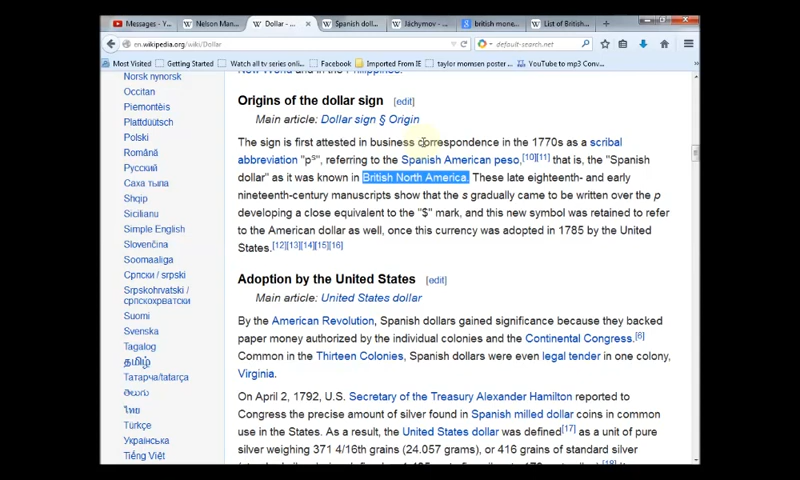 Messages - Y...
Nelson Man...
Dollar - ...
Spanish doll...
Jáchymov - ...
british mone...
List of British...
en.wikipedia.org/wiki/Dollar
default-search.net
Most Visited
Getting Started
Watch all tv series onli...
Facebook
Imported From IE
taylor momsen poster...
YouTube to mp3 Conv...
Norsk nynorsk
Occitan
Piemontèis
Plattdüütsch
Polski
Română
Русский
Саха тыла
Shqip
Sicilianu
Simple English
Slovenčina
Soomaaliga
Српски / srpski
Srpskohrvatski /
српскохрватски
Suomi
Svenska
Tagalog
தமிழ்
Татарча/tatarça
తెలుగు
ไทย
Türkçe
Українська
Tiếng Việt
New World and in the Philippines.
Origins of the dollar sign [edit]
Main article: Dollar sign § Origin
The sign is first attested in business correspondence in the 1770s as a scribal
abbreviation "pˢ", referring to the Spanish American peso,[10][11] that is, the "Spanish
dollar" as it was known in British North America. These late eighteenth- and early
nineteenth-century manuscripts show that the s gradually came to be written over the p
developing a close equivalent to the "$" mark, and this new symbol was retained to refer
to the American dollar as well, once this currency was adopted in 1785 by the United
States.[12][13][14][15][16]
Adoption by the United States [edit]
Main article: United States dollar
By the American Revolution, Spanish dollars gained significance because they backed
paper money authorized by the individual colonies and the Continental Congress.[6]
Common in the Thirteen Colonies, Spanish dollars were even legal tender in one colony,
Virginia.
On April 2, 1792, U.S. Secretary of the Treasury Alexander Hamilton reported to
Congress the precise amount of silver found in Spanish milled dollar coins in common
use in the States. As a result, the United States Dollar was defined[17] as a unit of pure
silver weighing 371 4/16th grains (24.057 grams), or 416 grains of standard silver